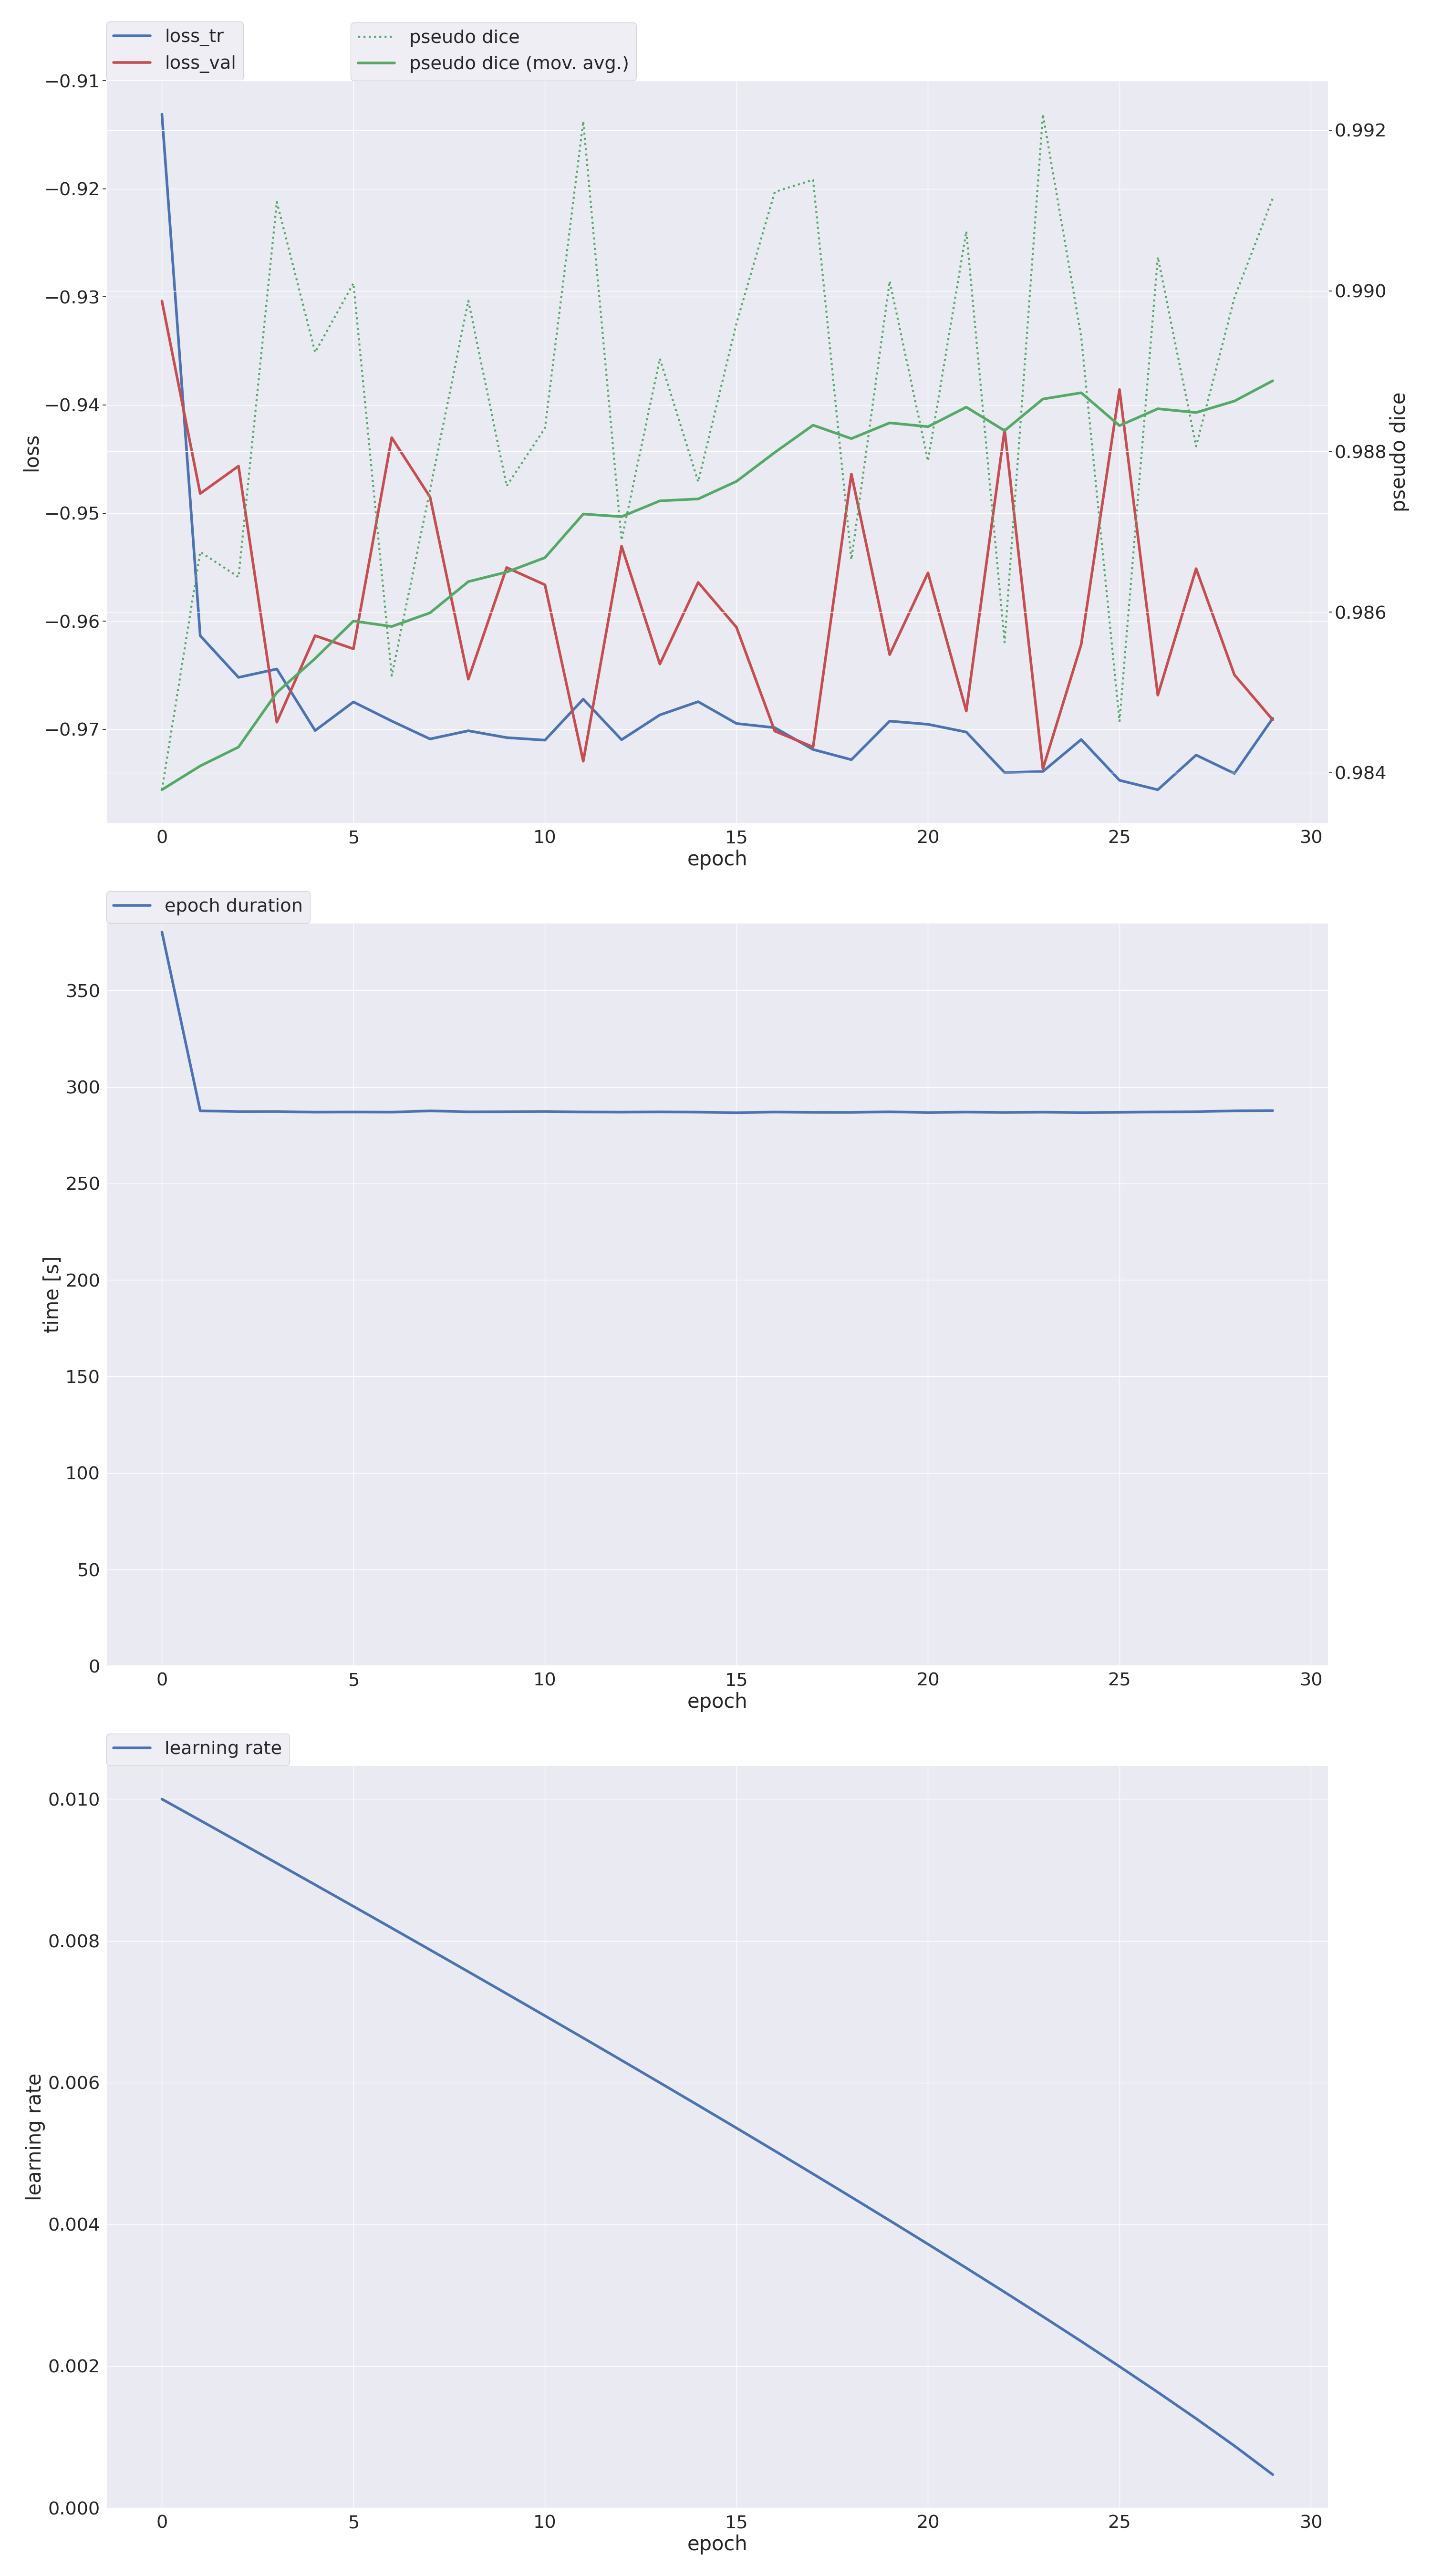 loss_tr
loss_val
pseudo dice
pseudo dice (mov. avg.)
−0.91
−0.92
−0.93
−0.94
−0.95
−0.96
−0.97
loss
0.992
0.990
0.988
0.986
0.984
pseudo dice
0 5 10 15 20 25 30
epoch
epoch duration
350
300
250
200
150
100
50
0
time [s]
0 5 10 15 20 25 30
epoch
learning rate
0.010
0.008
0.006
0.004
0.002
0.000
learning rate
0 5 10 15 20 25 30
epoch